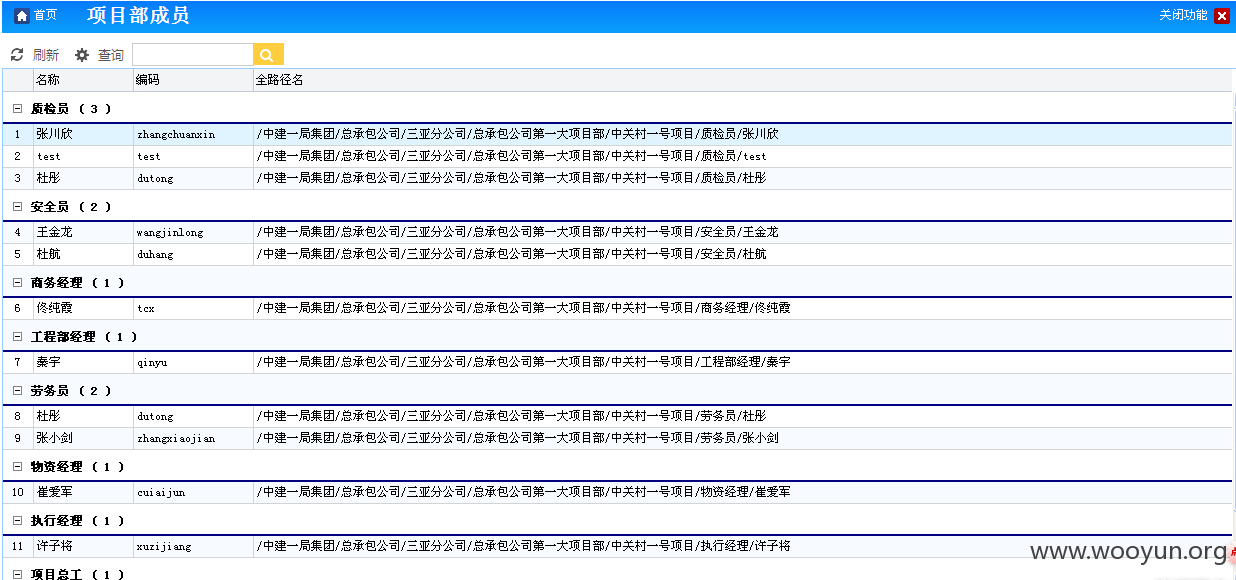 首页 项目部成员 关闭功能
刷新 查询
名称 编码 全路径名
质检员 ( 3 )
1 张川欣 zhangchuanxin /中建一局集团/总承包公司/三亚分公司/总承包公司第一大项目部/中关村一号项目/质检员/张川欣
2 test test /中建一局集团/总承包公司/三亚分公司/总承包公司第一大项目部/中关村一号项目/质检员/test
3 杜彤 dutong /中建一局集团/总承包公司/三亚分公司/总承包公司第一大项目部/中关村一号项目/质检员/杜彤
安全员 ( 2 )
4 王金龙 wangjinlong /中建一局集团/总承包公司/三亚分公司/总承包公司第一大项目部/中关村一号项目/安全员/王金龙
5 杜航 duhang /中建一局集团/总承包公司/三亚分公司/总承包公司第一大项目部/中关村一号项目/安全员/杜航
商务经理 ( 1 )
6 佟纯霞 tcx /中建一局集团/总承包公司/三亚分公司/总承包公司第一大项目部/中关村一号项目/商务经理/佟纯霞
工程部经理 ( 1 )
7 秦宇 qinyu /中建一局集团/总承包公司/三亚分公司/总承包公司第一大项目部/中关村一号项目/工程部经理/秦宇
劳务员 ( 2 )
8 杜彤 dutong /中建一局集团/总承包公司/三亚分公司/总承包公司第一大项目部/中关村一号项目/劳务员/杜彤
9 张小剑 zhangxiaojian /中建一局集团/总承包公司/三亚分公司/总承包公司第一大项目部/中关村一号项目/劳务员/张小剑
物资经理 ( 1 )
10 崔爱军 cuiaijun /中建一局集团/总承包公司/三亚分公司/总承包公司第一大项目部/中关村一号项目/物资经理/崔爱军
执行经理 ( 1 )
11 许子将 xuzijiang /中建一局集团/总承包公司/三亚分公司/总承包公司第一大项目部/中关村一号项目/执行经理/许子将
www.wooyun.org
项目总工 ( 1 )